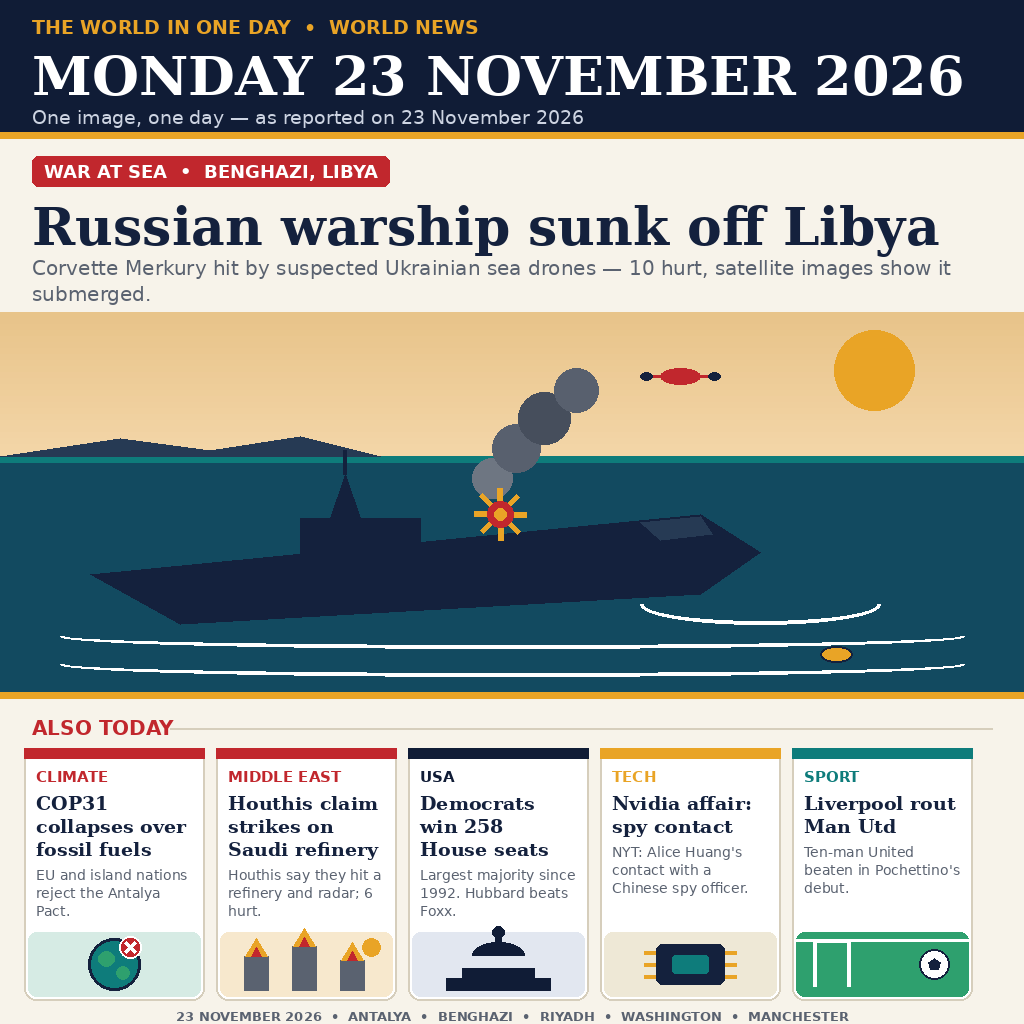 THE WORLD IN ONE DAY • WORLD NEWS
MONDAY 23 NOVEMBER 2026
One image, one day — as reported on 23 November 2026
WAR AT SEA • BENGHAZI, LIBYA
Russian warship sunk off Libya
Corvette Merkury hit by suspected Ukrainian sea drones — 10 hurt, satellite images show it
submerged.
ALSO TODAY
CLIMATE
COP31
collapses over
fossil fuels
EU and island nations
reject the Antalya
Pact.
MIDDLE EAST
Houthis claim
strikes on
Saudi refinery
Houthis say they hit a
refinery and radar; 6
hurt.
USA
Democrats
win 258
House seats
Largest majority since
1992. Hubbard beats
Foxx.
TECH
Nvidia affair:
spy contact
NYT: Alice Huang's
contact with a
Chinese spy officer.
SPORT
Liverpool rout
Man Utd
Ten-man United
beaten in Pochettino's
debut.
23 NOVEMBER 2026 • ANTALYA • BENGHAZI • RIYADH • WASHINGTON • MANCHESTER